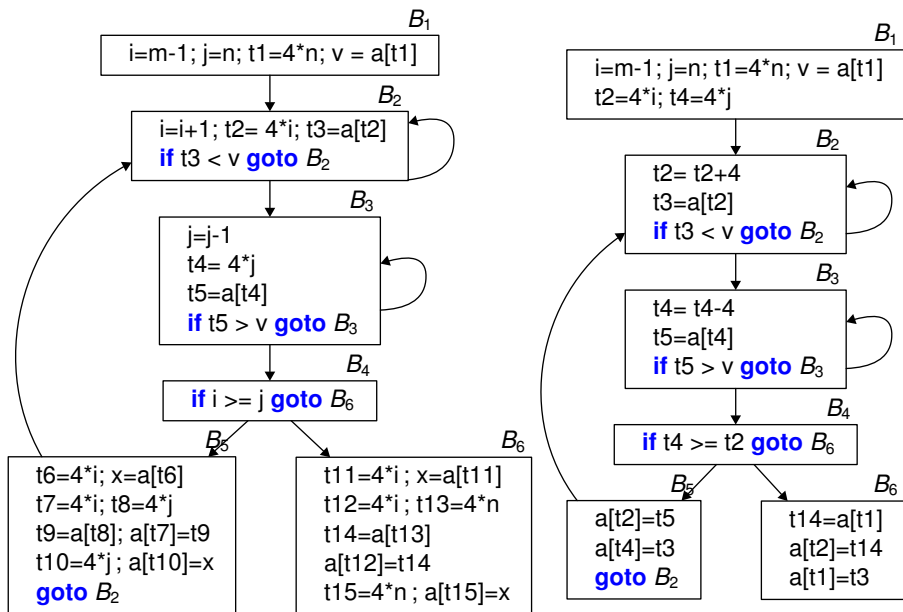 B1
i=m-1; j=n; t1=4*n; v = a[t1]
B2
i=i+1; t2= 4*i; t3=a[t2]
if t3 < v goto B2
B3
j=j-1
t4= 4*j
t5=a[t4]
if t5 > v goto B3
B4
if i >= j goto B6
B5
t6=4*i; x=a[t6]
t7=4*i; t8=4*j
t9=a[t8]; a[t7]=t9
t10=4*j ; a[t10]=x
goto B2
B6
t11=4*i ; x=a[t11]
t12=4*i ; t13=4*n
t14=a[t13]
a[t12]=t14
t15=4*n ; a[t15]=x
B1
i=m-1; j=n; t1=4*n; v = a[t1]
t2=4*i; t4=4*j
B2
t2= t2+4
t3=a[t2]
if t3 < v goto B2
B3
t4= t4-4
t5=a[t4]
if t5 > v goto B3
B4
if t4 >= t2 goto B6
B5
a[t2]=t5
a[t4]=t3
goto B2
B6
t14=a[t1]
a[t2]=t14
a[t1]=t3